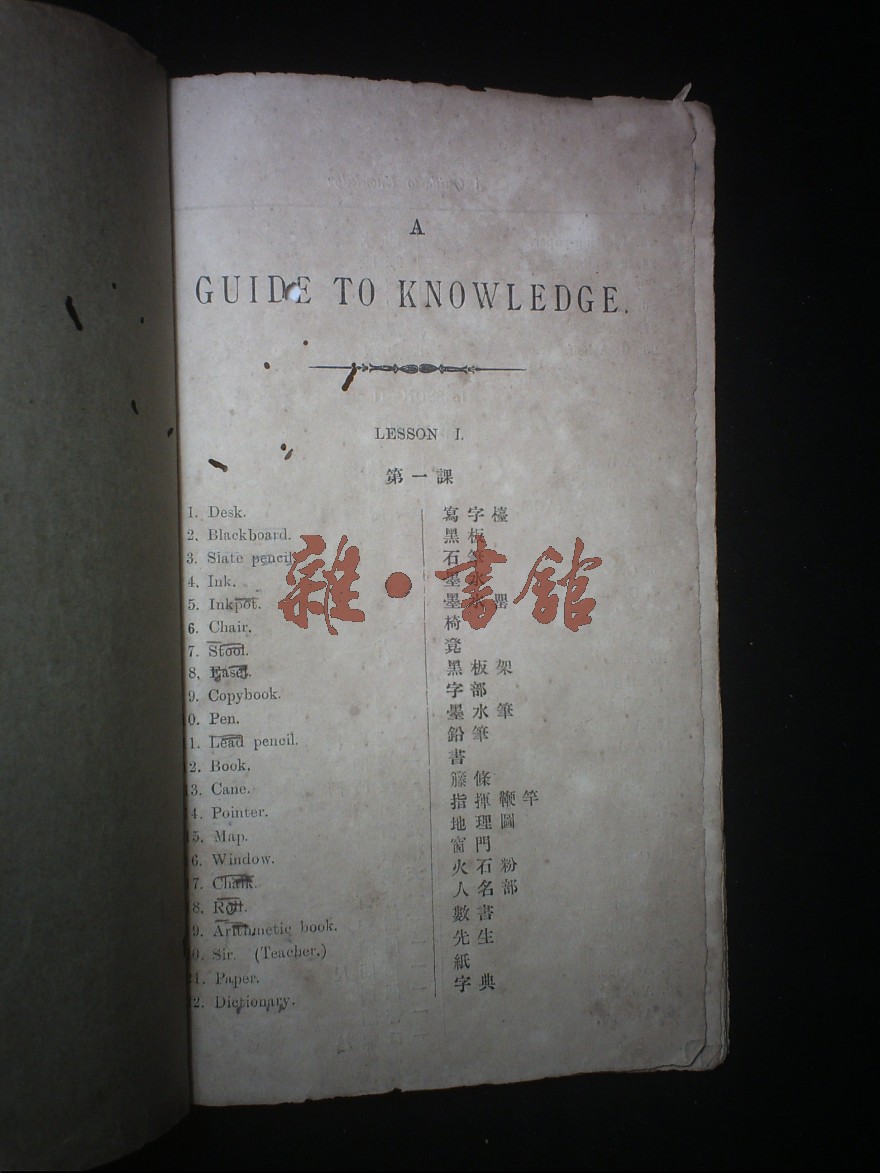 A
GUIDE TO KNOWLEDGE.
LESSON I.
第一課
1. Desk. 寫字檯
2. Blackboard. 黑板
3. Slate pencil 石筆
4. Ink. 墨水
5. Inkpot. 墨水罌
6. Chair. 椅
7. Stool. 凳
8. Easel. 黑板架
9. Copybook. 字部
0. Pen. 墨水筆
1. Lead pencil. 鉛筆
2. Book. 書
3. Cane. 籐條
4. Pointer. 指揮鞭竿
5. Map. 地理圖
6. Window. 窗門
7. Chalk. 火石粉
8. Roll. 人名部
9. Arithmetic book. 數書
0. Sir. (Teacher.) 先生
1. Paper. 紙
2. Dictionary. 字典
雜·書館